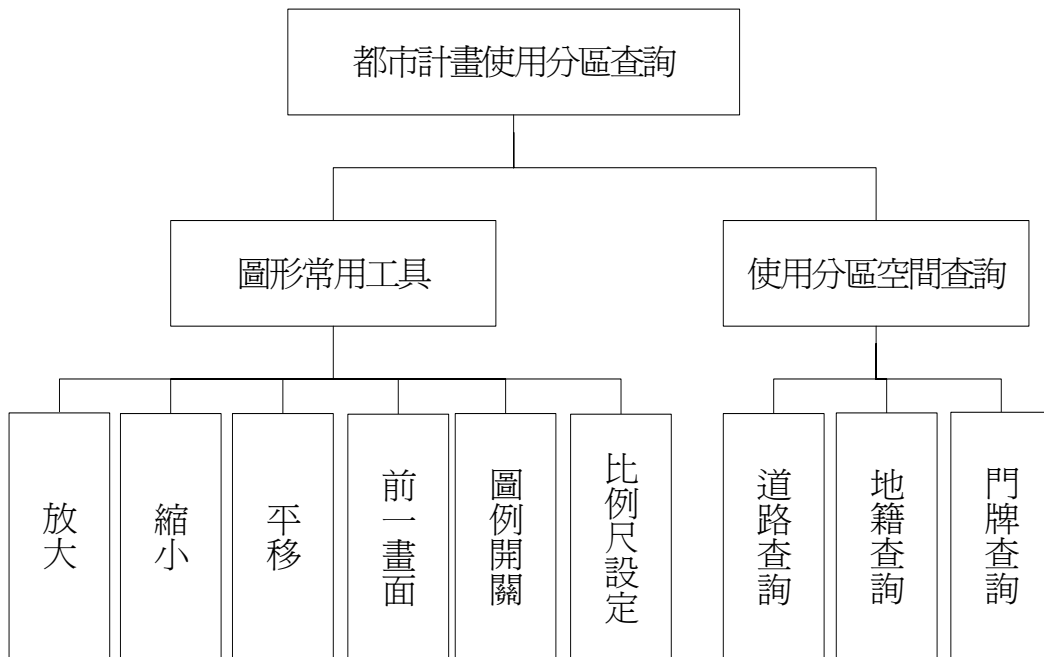 都市計畫使用分區查詢
圖形常用工具
使用分區空間查詢
放大
縮小
平移
前一畫面
圖例開關
比例尺設定
道路查詢
地籍查詢
門牌查詢